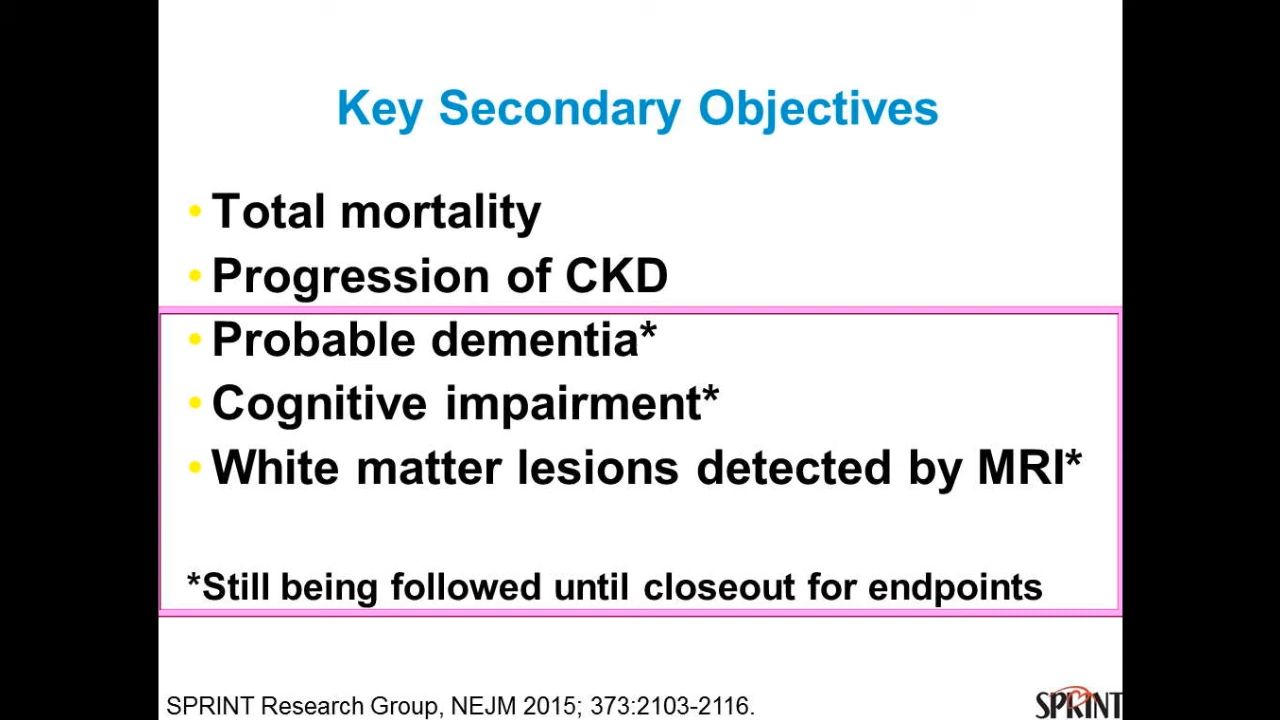 Key Secondary Objectives
• Total mortality
• Progression of CKD
• Probable dementia*
• Cognitive impairment*
• White matter lesions detected by MRI*
*Still being followed until closeout for endpoints
SPRINT Research Group, NEJM 2015; 373:2103-2116.
SPRINT